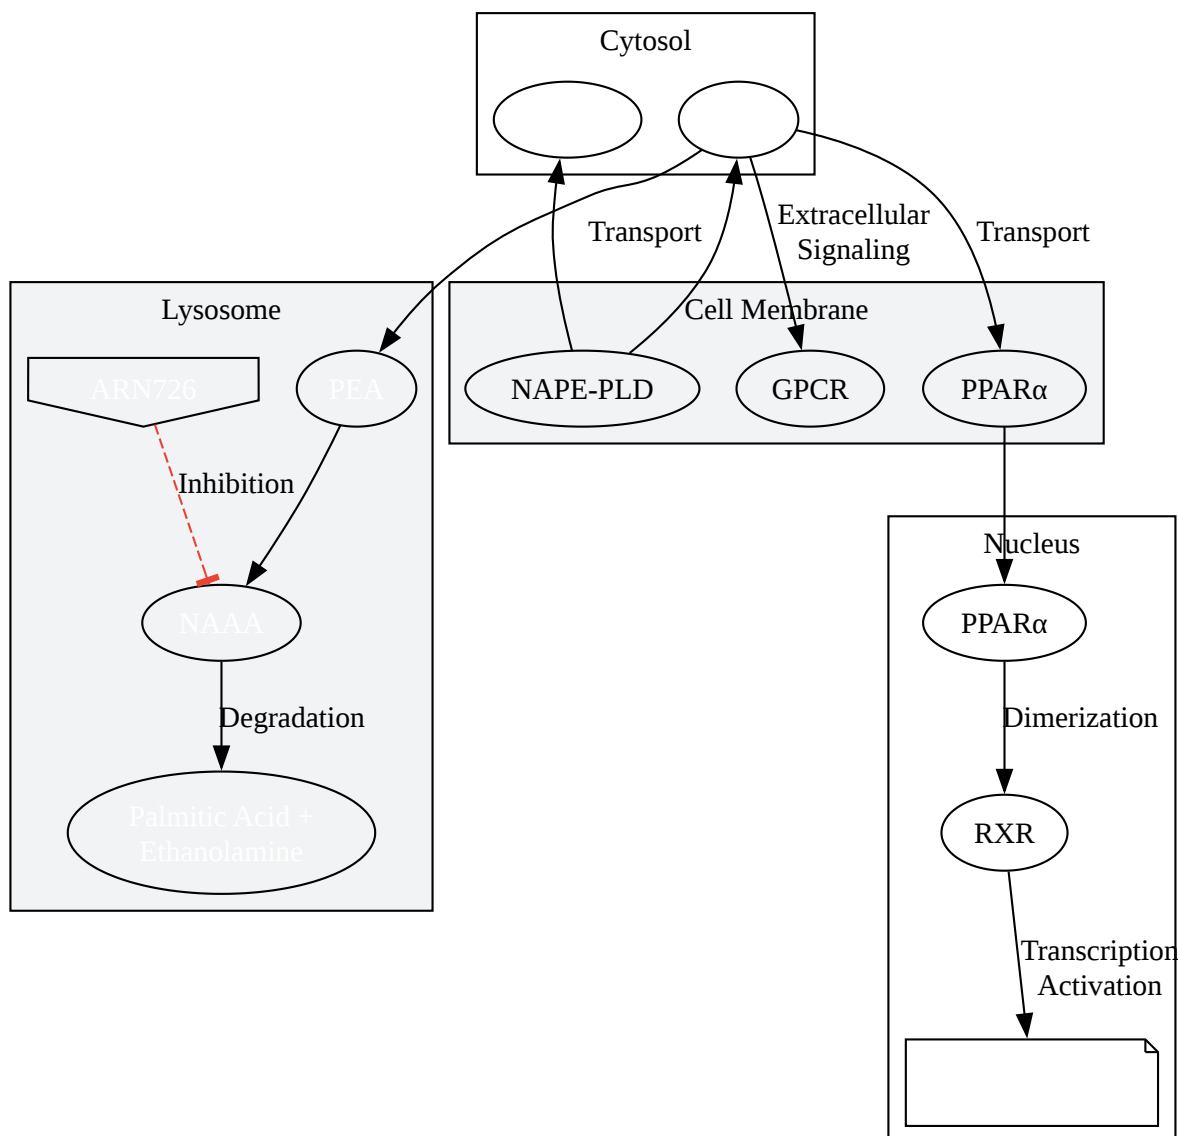 Cytosol
Transport
Extracellular
Signaling
Transport
Lysosome
Cell Membrane
ARN726
PEA
NAPE-PLD
GPCR
PPARα
Inhibition
Nucleus
NAAA
PPARα
Degradation
Dimerization
Palmitic Acid +
Ethanolamine
RXR
Transcription
Activation